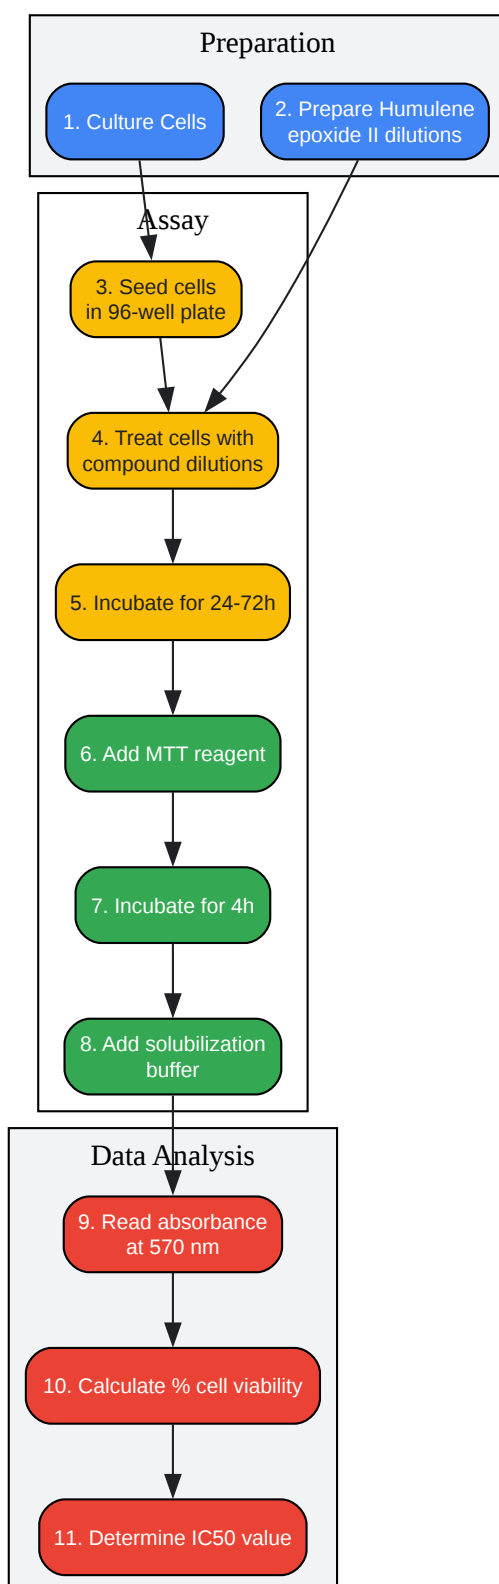 Preparation
1. Culture Cells
2. Prepare Humulene
epoxide II dilutions
Assay
3. Seed cells
in 96-well plate
4. Treat cells with
compound dilutions
5. Incubate for 24-72h
6. Add MTT reagent
7. Incubate for 4h
8. Add solubilization
buffer
Data Analysis
9. Read absorbance
at 570 nm
10. Calculate % cell viability
11. Determine IC50 value